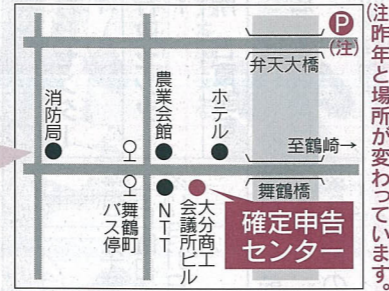 (注)昨年と場所が変わっています。
P
(注)
弁天大橋
消防局
農業会館
ホテル
至鶴崎→
舞鶴町
バス停
NTT
大分商工
会議所ビル
舞鶴橋
確定申告
センター